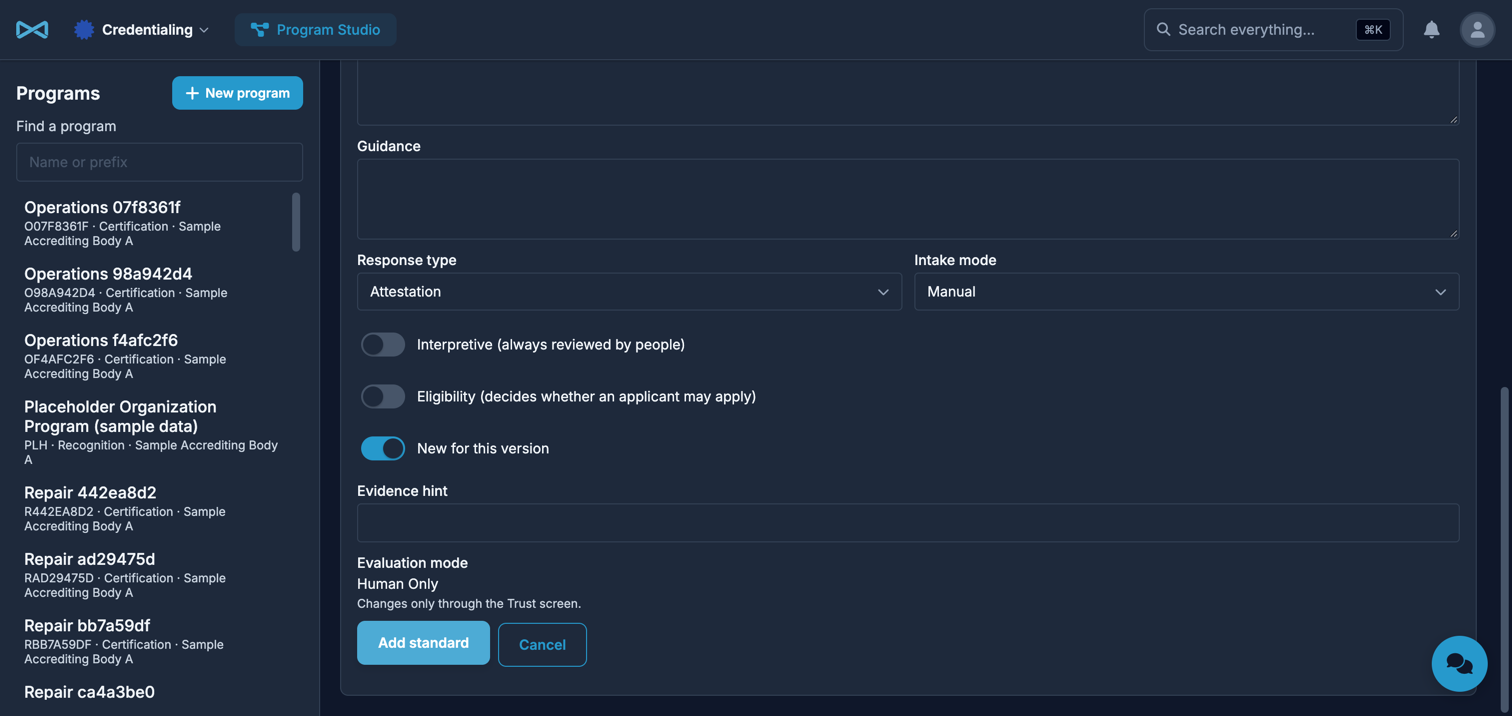 Credentialing
Program Studio
Search everything...
⌘K
Programs
New program
Find a program
Name or prefix
Operations 07f8361f
O07F8361F · Certification · Sample
Accrediting Body A
Operations 98a942d4
O98A942D4 · Certification · Sample
Accrediting Body A
Operations f4afc2f6
OF4AFC2F6 · Certification · Sample
Accrediting Body A
Placeholder Organization
Program (sample data)
PLH · Recognition · Sample Accrediting Body
A
Repair 442ea8d2
R442EA8D2 · Certification · Sample
Accrediting Body A
Repair ad29475d
RAD29475D · Certification · Sample
Accrediting Body A
Repair bb7a59df
RBB7A59DF · Certification · Sample
Accrediting Body A
Repair ca4a3be0
Guidance
Response type
Intake mode
Attestation
Manual
Interpretive (always reviewed by people)
Eligibility (decides whether an applicant may apply)
New for this version
Evidence hint
Evaluation mode
Human Only
Changes only through the Trust screen.
Add standard
Cancel